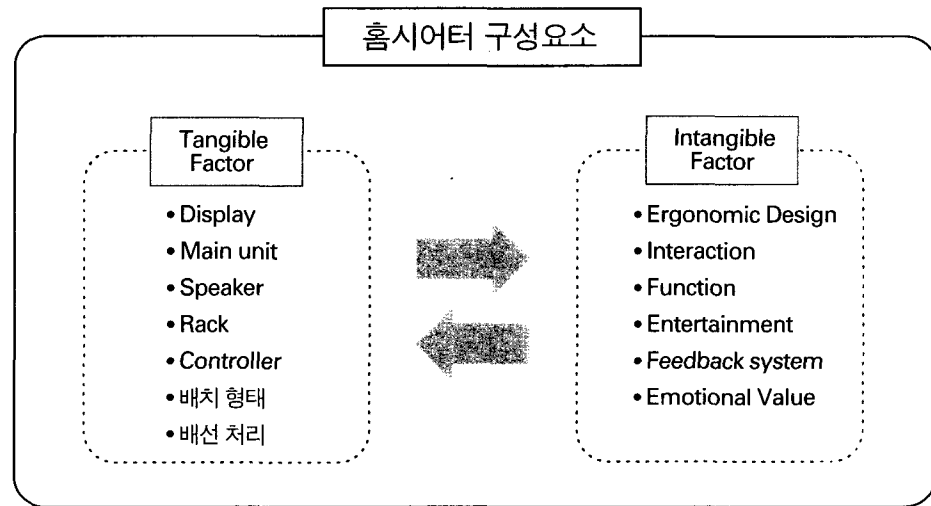 홈시어터 구성요소
Tangible
Factor
• Display
• Main unit
• Speaker
• Rack
• Controller
• 배치 형태
• 배선 처리
Intangible
Factor
• Ergonomic Design
• Interaction
• Function
• Entertainment
• Feedback system
• Emotional Value